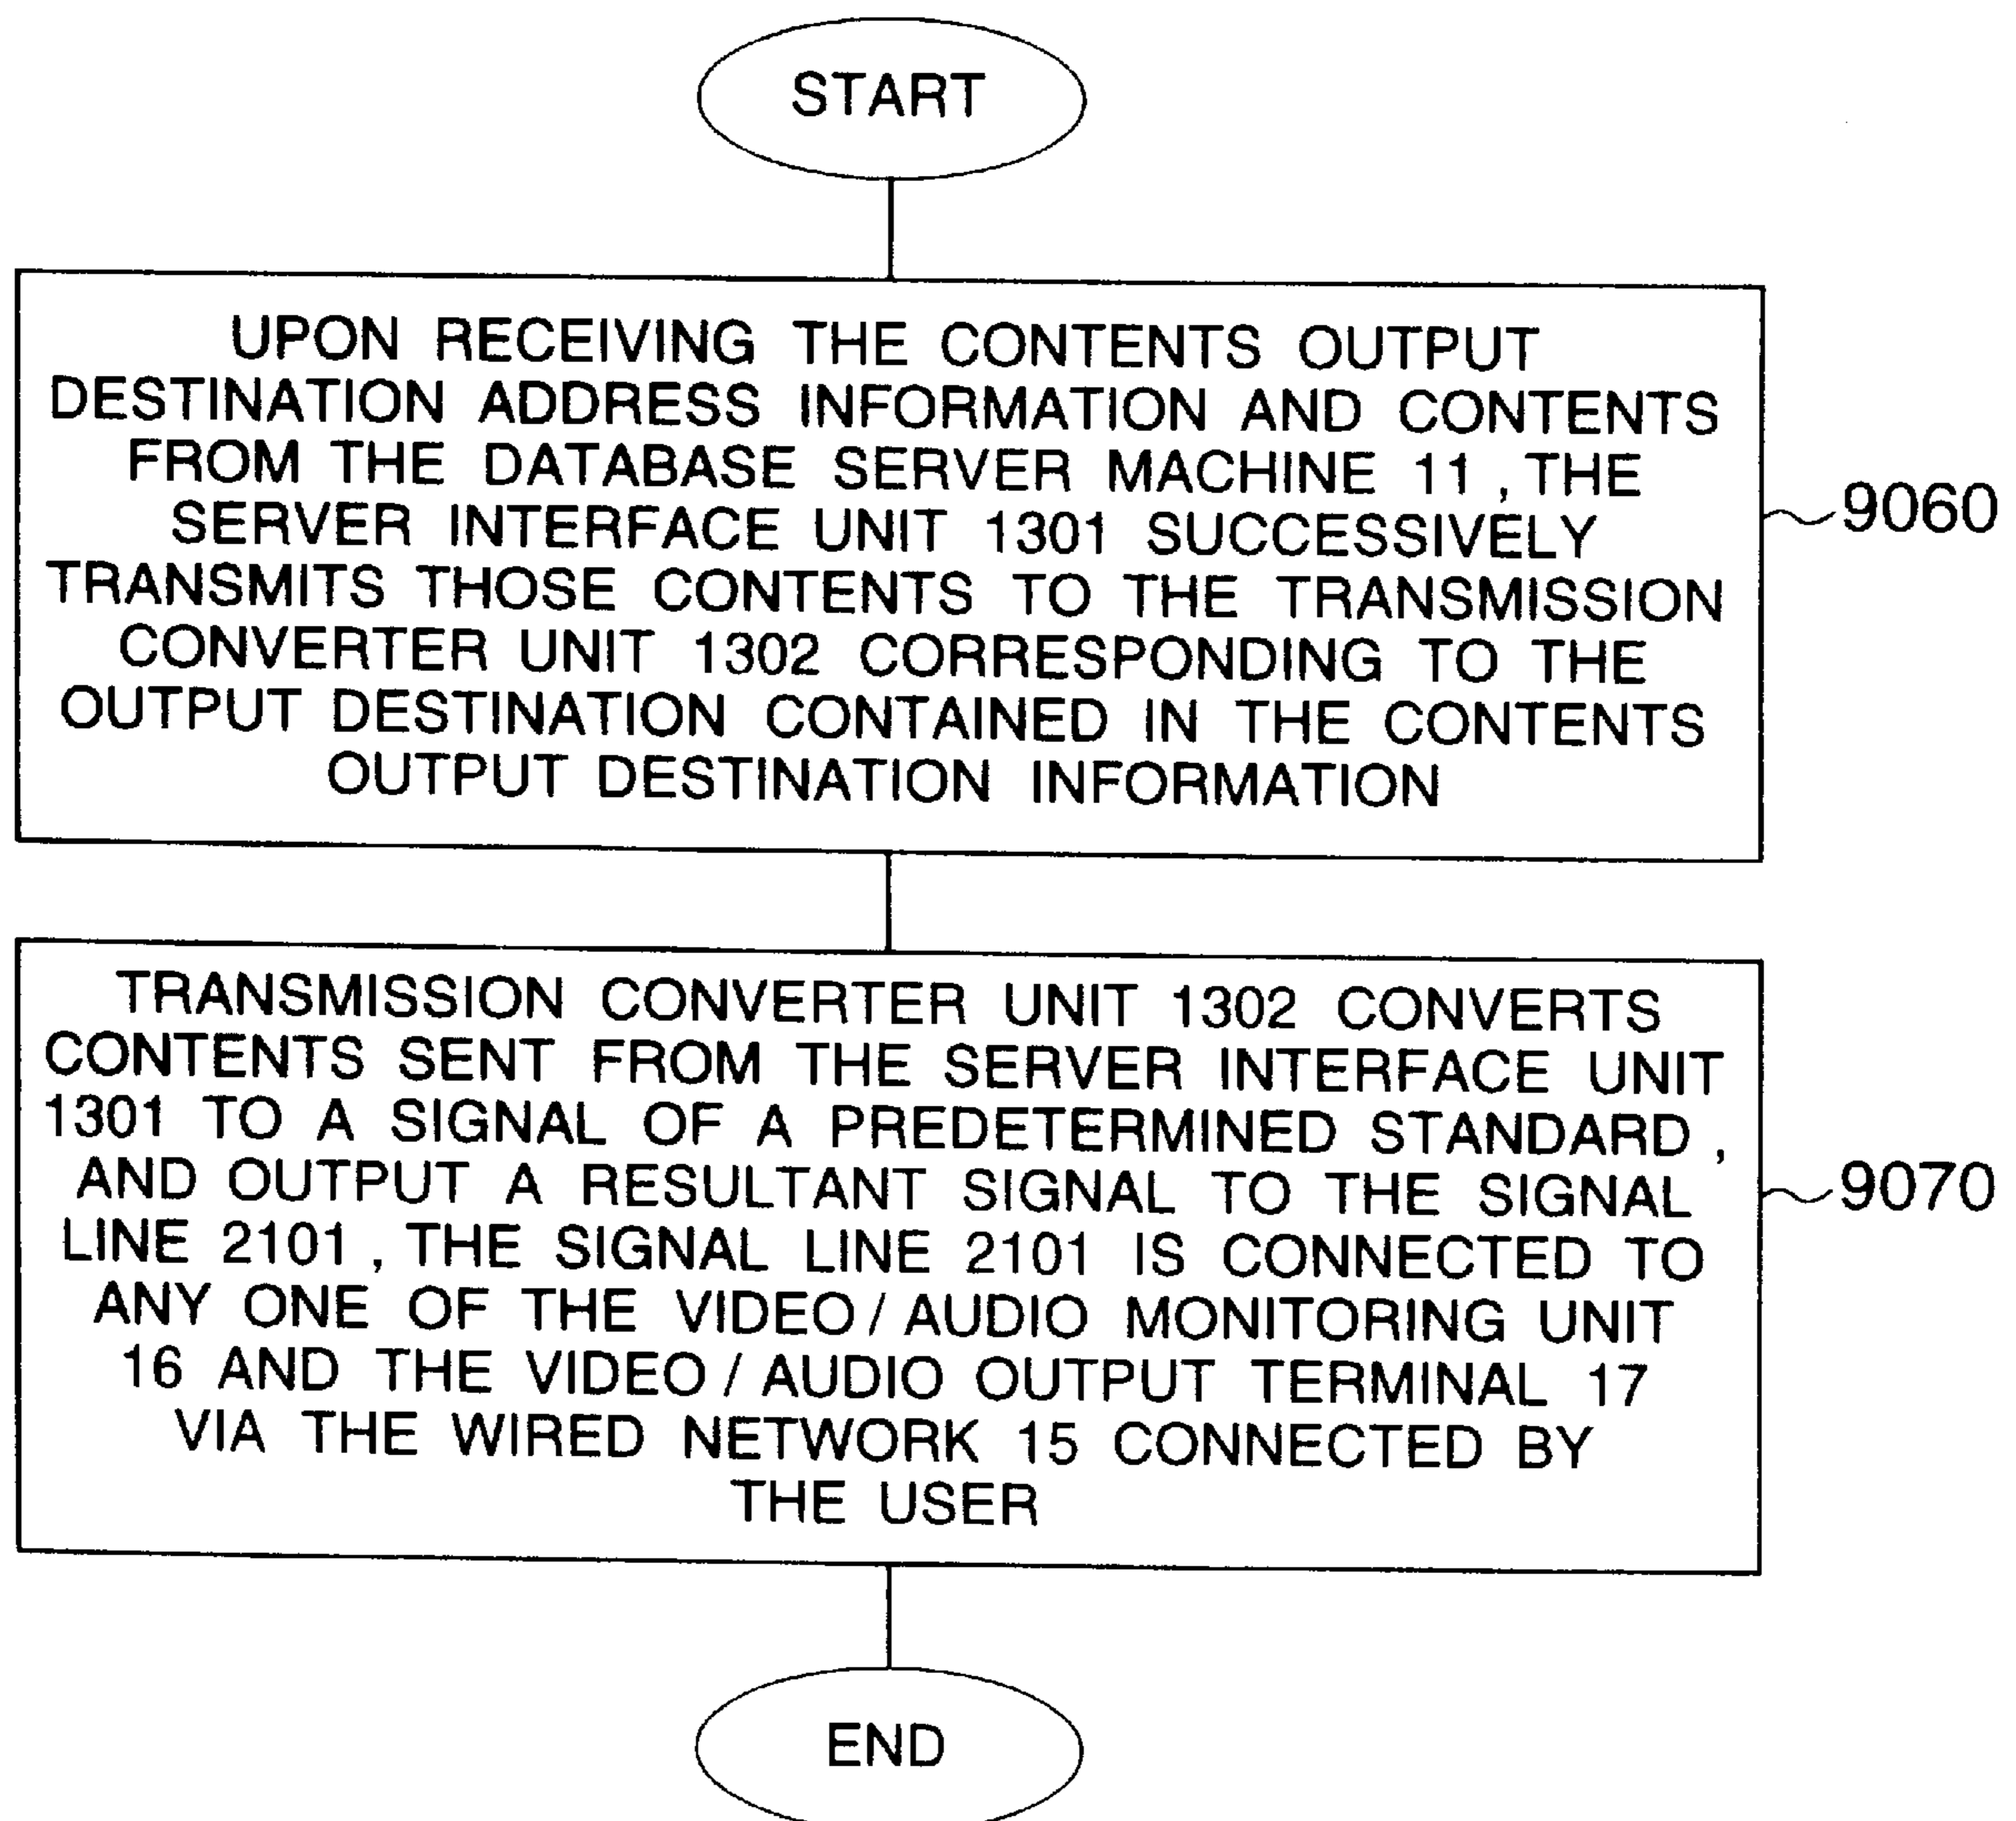 START
UPON RECEIVING THE CONTENTS OUTPUT
DESTINATION ADDRESS INFORMATION AND CONTENTS
FROM THE DATABASE SERVER MACHINE 11, THE
SERVER INTERFACE UNIT 1301 SUCCESSIVELY
TRANSMITS THOSE CONTENTS TO THE TRANSMISSION
CONVERTER UNIT 1302 CORRESPONDING TO THE
OUTPUT DESTINATION CONTAINED IN THE CONTENTS
OUTPUT DESTINATION INFORMATION
9060
TRANSMISSION CONVERTER UNIT 1302 CONVERTS
CONTENTS SENT FROM THE SERVER INTERFACE UNIT
1301 TO A SIGNAL OF A PREDETERMINED STANDARD,
AND OUTPUT A RESULTANT SIGNAL TO THE SIGNAL
LINE 2101, THE SIGNAL LINE 2101 IS CONNECTED TO
ANY ONE OF THE VIDEO/AUDIO MONITORING UNIT
16 AND THE VIDEO/AUDIO OUTPUT TERMINAL 17
VIA THE WIRED NETWORK 15 CONNECTED BY
THE USER
9070
END